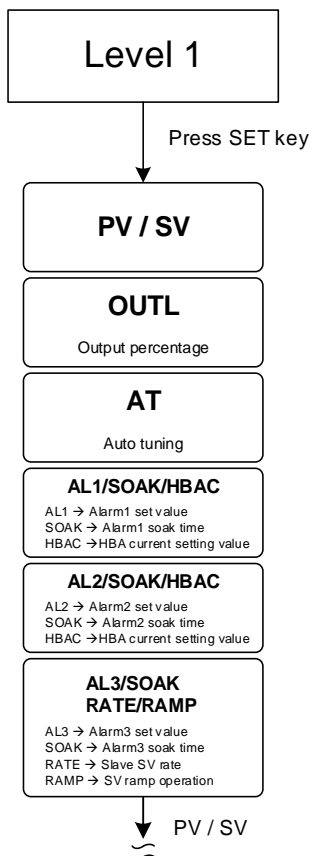 Level 1
Press SET key
PV / SV
OUTL
Output percentage
AT
Auto tuning
AL1/SOAK/HBAC
AL1 → Alarm1 set value
SOAK → Alarm1 soak time
HBAC →HBA current setting value
AL2/SOAK/HBAC
AL2 → Alarm2 set value
SOAK → Alarm2 soak time
HBAC →HBA current setting value
AL3/SOAK
RATE/RAMP
AL3 → Alarm3 set value
SOAK → Alarm3 soak time
RATE → Slave SV rate
RAMP → SV ramp operation
PV / SV